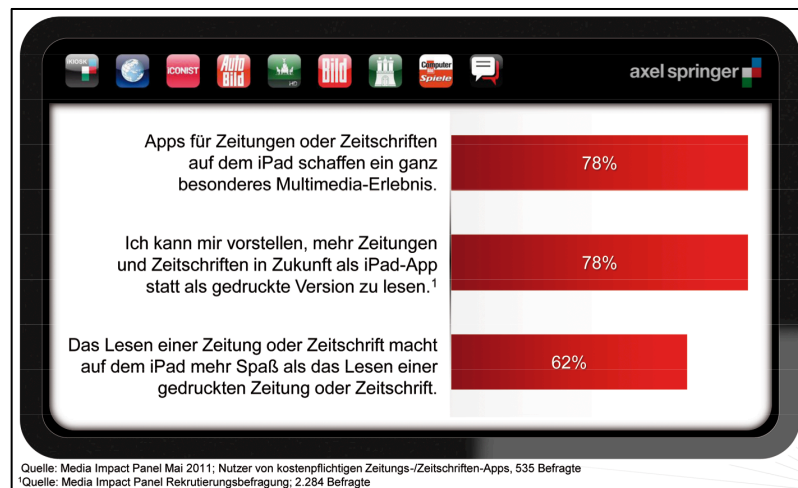 iKIOSK
iCONIST
Auto
Bild
HD
Bild
Computer
Bild
Spiele
axel springer
Apps für Zeitungen oder Zeitschriften
auf dem iPad schaffen ein ganz
besonderes Multimedia-Erlebnis.
78%
Ich kann mir vorstellen, mehr Zeitungen
und Zeitschriften in Zukunft als iPad-App
statt als gedruckte Version zu lesen.¹
78%
Das Lesen einer Zeitung oder Zeitschrift macht
auf dem iPad mehr Spaß als das Lesen einer
gedruckten Zeitung oder Zeitschrift.
62%
Quelle: Media Impact Panel Mai 2011; Nutzer von kostenpflichtigen Zeitungs-/Zeitschriften-Apps, 535 Befragte
¹Quelle: Media Impact Panel Rekrutierungsbefragung; 2.284 Befragte